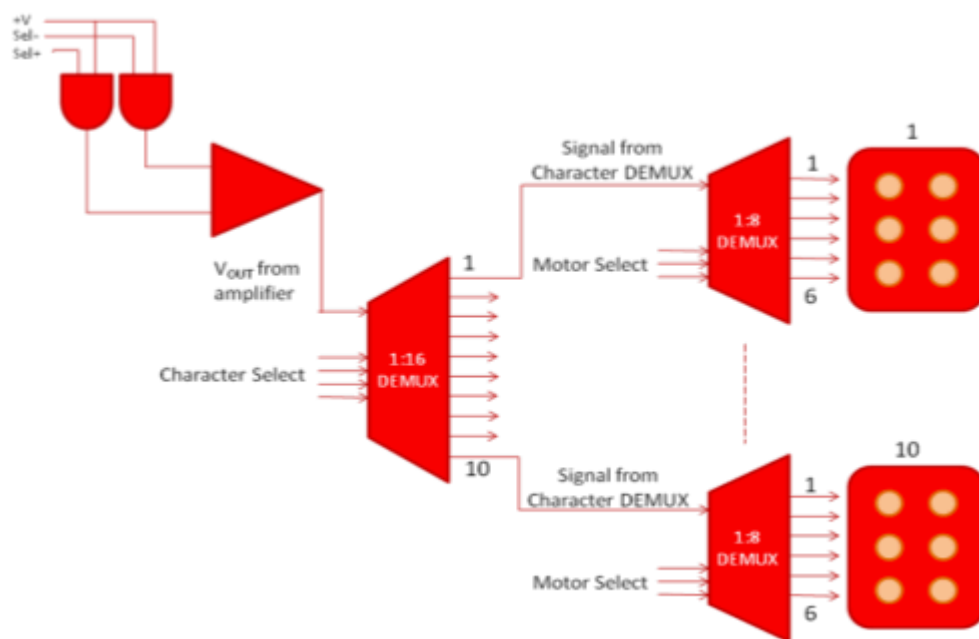 +V
Sel-
Sel+
V_OUT from
amplifier
Character Select
1:16
DEMUX
1
10
Signal from
Character DEMUX
Motor Select
1:8
DEMUX
1
6
1
Signal from
Character DEMUX
Motor Select
1:8
DEMUX
1
6
10